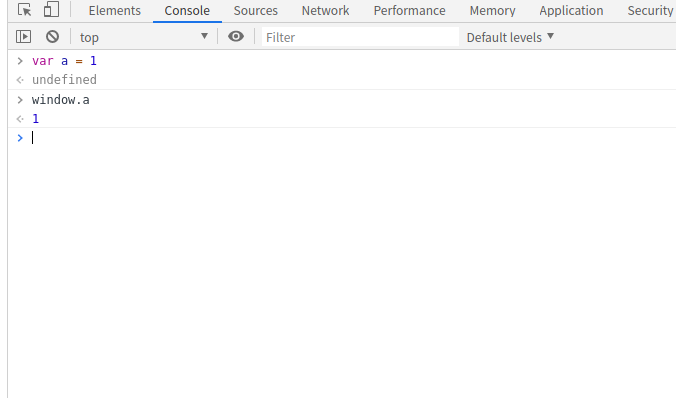 Elements Console Sources Network Performance Memory Application Security
top Filter Default levels
var a = 1
undefined
window.a
1